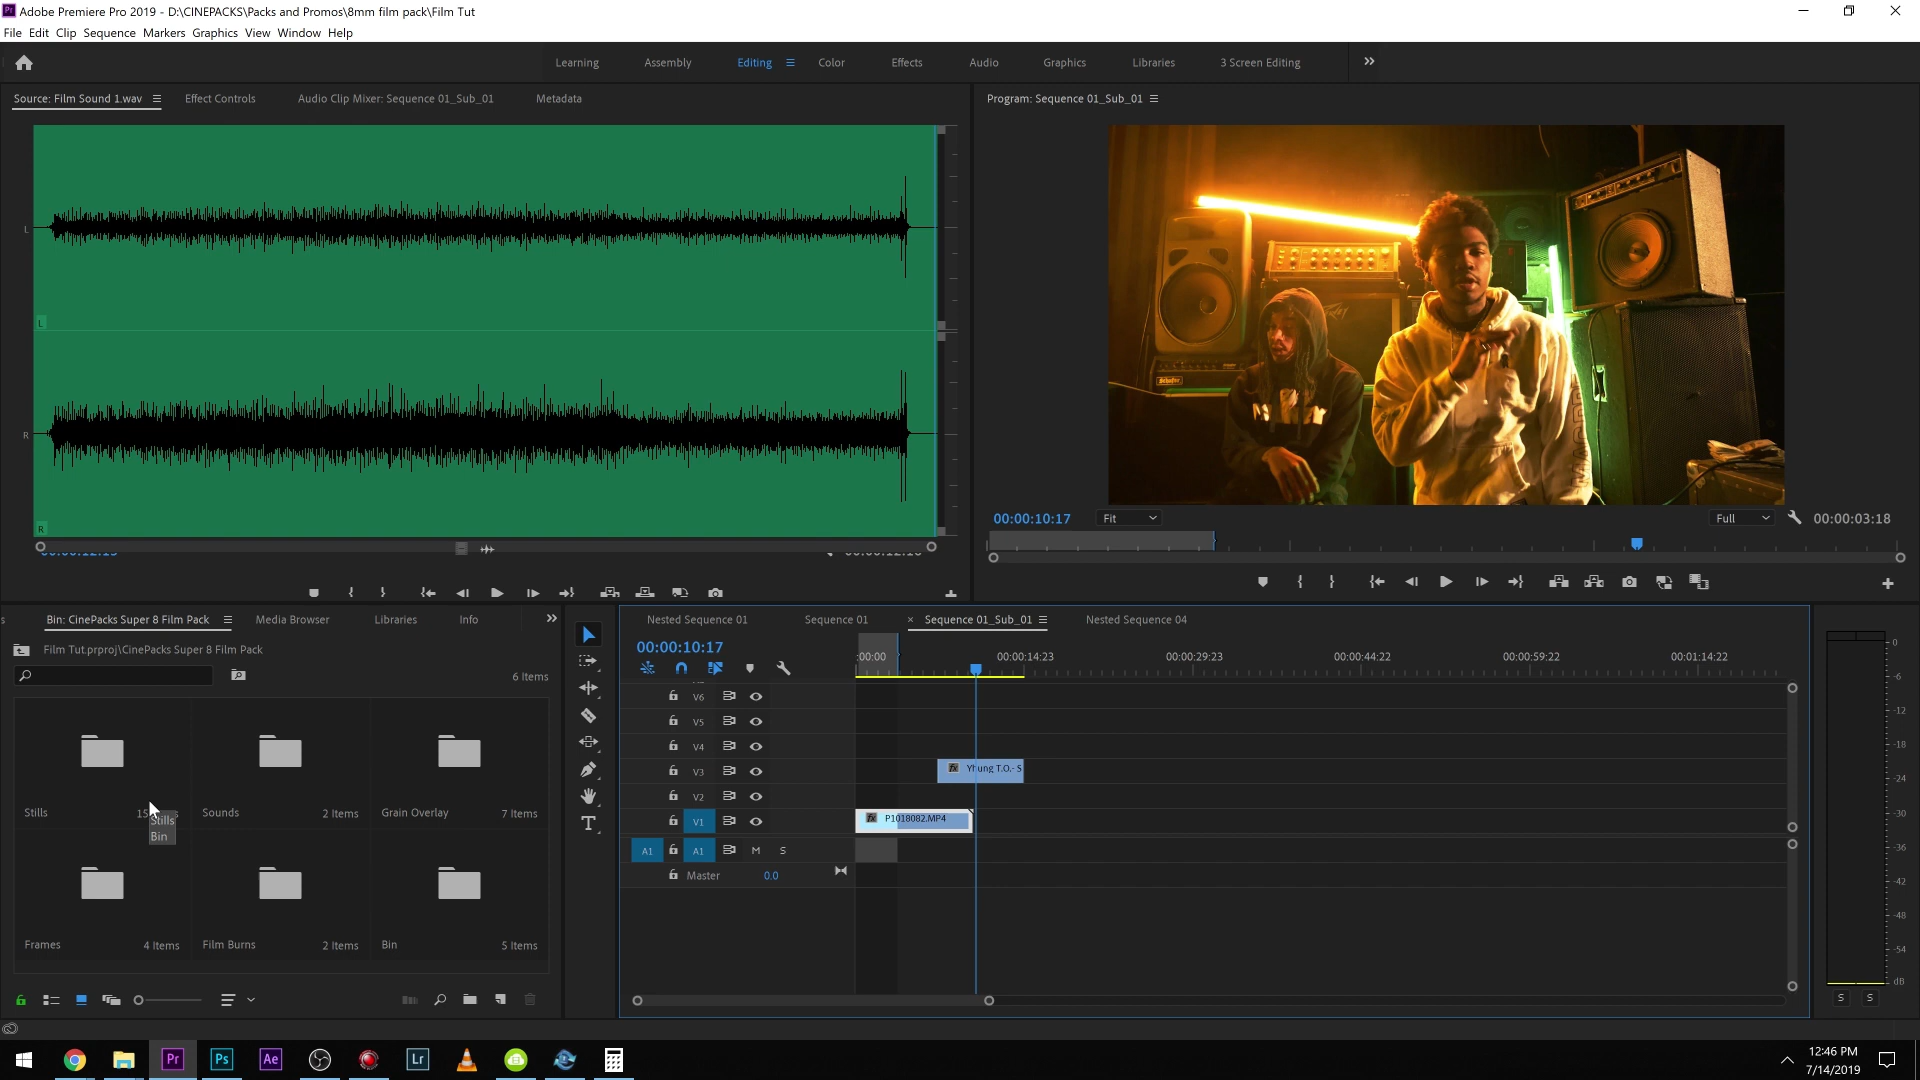 Adobe Premiere Pro 2019 - D:\CINEPACKS\Packs and Promos\8mm film pack\Film Tut
File Edit Clip Sequence Markers Graphics View Window Help
Learning Assembly Editing Color Effects Audio Graphics Libraries 3 Screen Editing
Source: Film Sound 1.wav Effect Controls Audio Clip Mixer: Sequence 01_Sub_01 Metadata
Program: Sequence 01_Sub_01
L
L
R
R
00:00:10:17 Fit Full 00:00:03:18
Bin: CinePacks Super 8 Film Pack Media Browser Libraries Info
Film Tut.prproj\CinePacks Super 8 Film Pack
6 Items
Stills
Sounds 2 Items
Grain Overlay 7 Items
Stills
Bin
Frames 4 Items
Film Burns 2 Items
Bin 5 Items
Nested Sequence 01 Sequence 01 × Sequence 01_Sub_01 Nested Sequence 04
00:00:10:17
:00:00 00:00:14:23 00:00:29:23 00:00:44:22 00:00:59:22 00:01:14:22
V6
V5
V4
V3 fx Yhung T.O.- S
V2
V1 fx P1018082.MP4
A1 A1 M S
Master 0.0
0
-6
-12
-18
-24
-30
-36
-42
-48
-54
dB
S S
Pr Ps Ae Lr
12:46 PM
7/14/2019